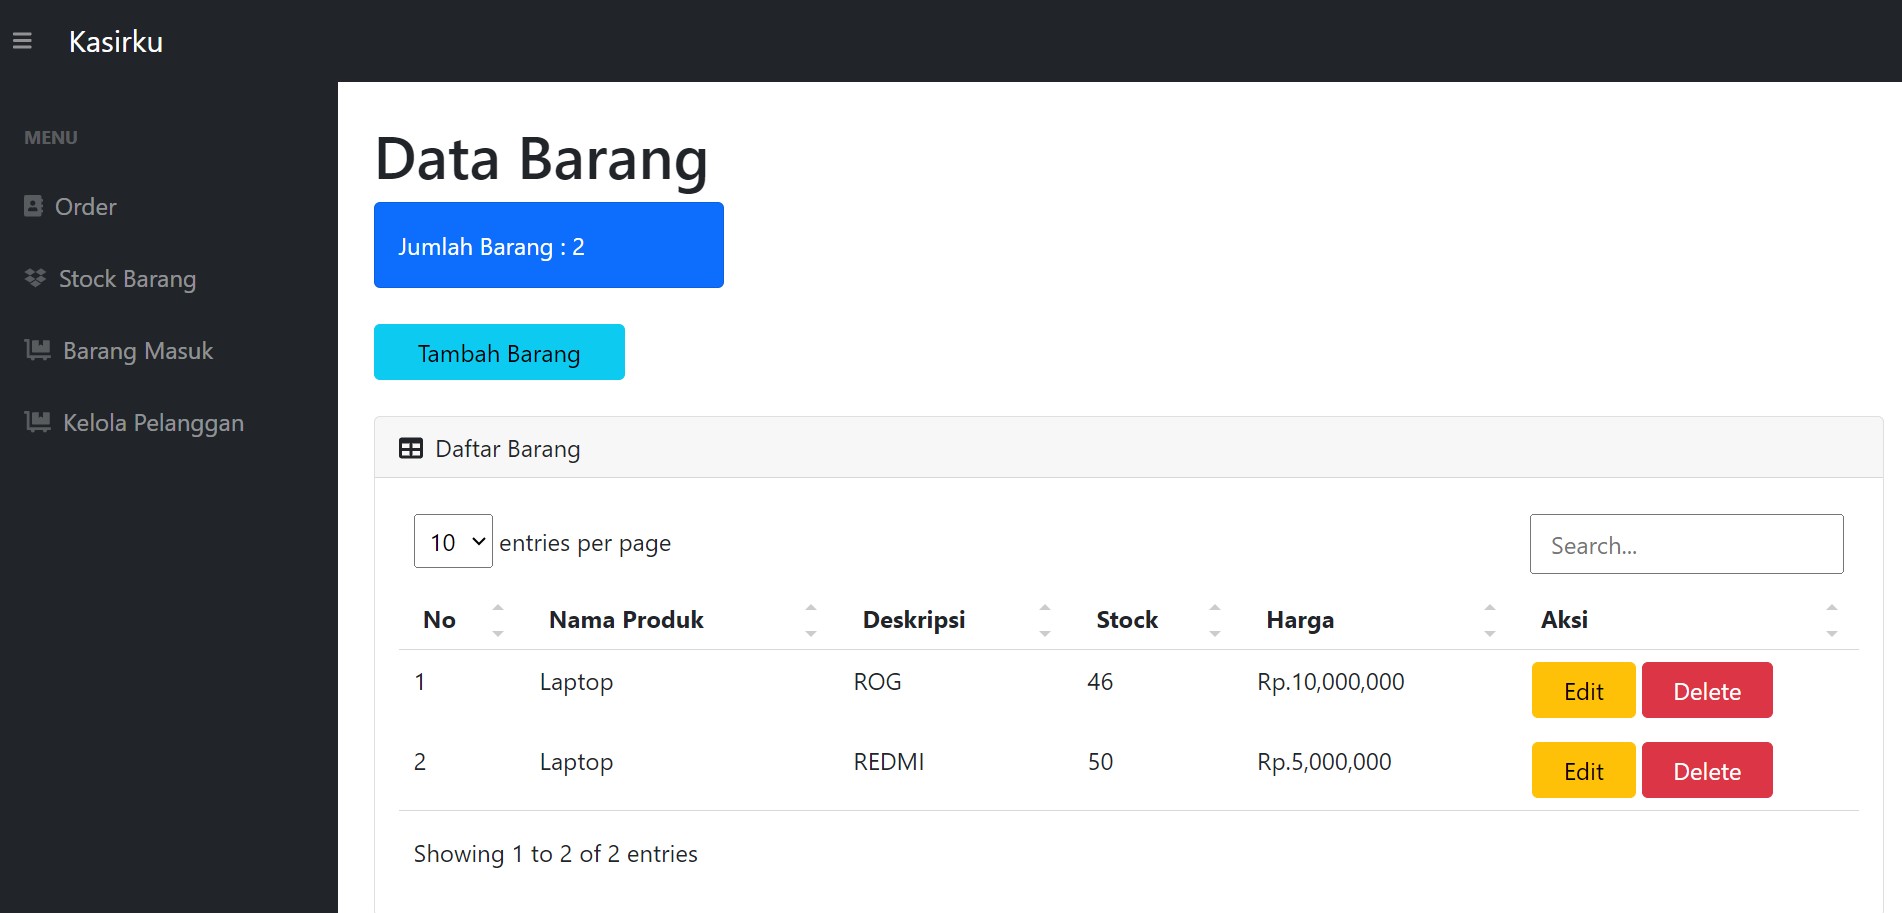 Kasirku
MENU
Order
Stock Barang
Barang Masuk
Kelola Pelanggan
Data Barang
Jumlah Barang : 2
Tambah Barang
Daftar Barang
10 entries per page
Search...
No Nama Produk Deskripsi Stock Harga Aksi
1 Laptop ROG 46 Rp.10,000,000 Edit Delete
2 Laptop REDMI 50 Rp.5,000,000 Edit Delete
Showing 1 to 2 of 2 entries